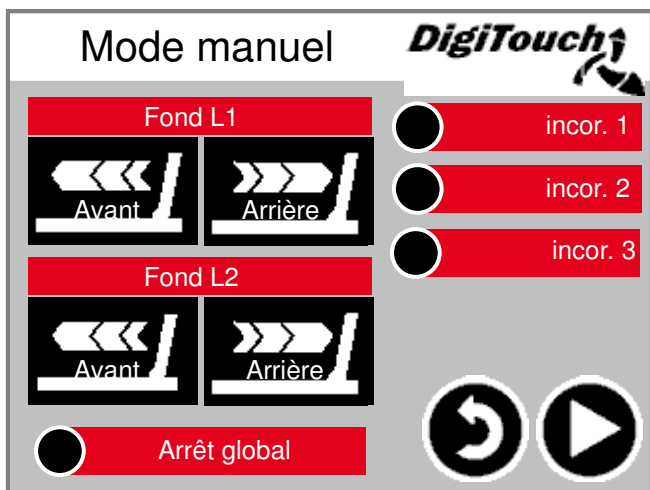 Mode manuel
DigiTouch
Fond L1
Avant
Arrière
Fond L2
Avant
Arrière
Arrêt global
incor. 1
incor. 2
incor. 3